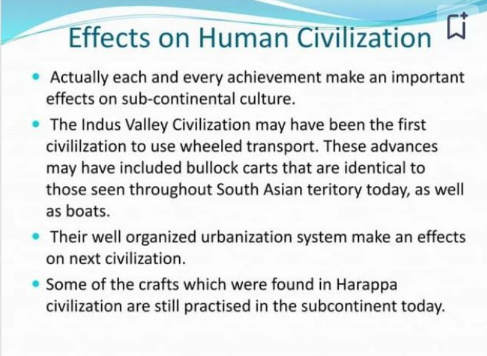 Effects on Human Civilization
Actually each and every achievement make an important
effects on sub-continental culture.
The Indus Valley Civilization may have been the first
civililzation to use wheeled transport. These advances
may have included bullock carts that are identical to
those seen throughout South Asian teritory today, as well
as boats.
Their well organized urbanization system make an effects
on next civilization.
Some of the crafts which were found in Harappa
civilization are still practised in the subcontinent today.